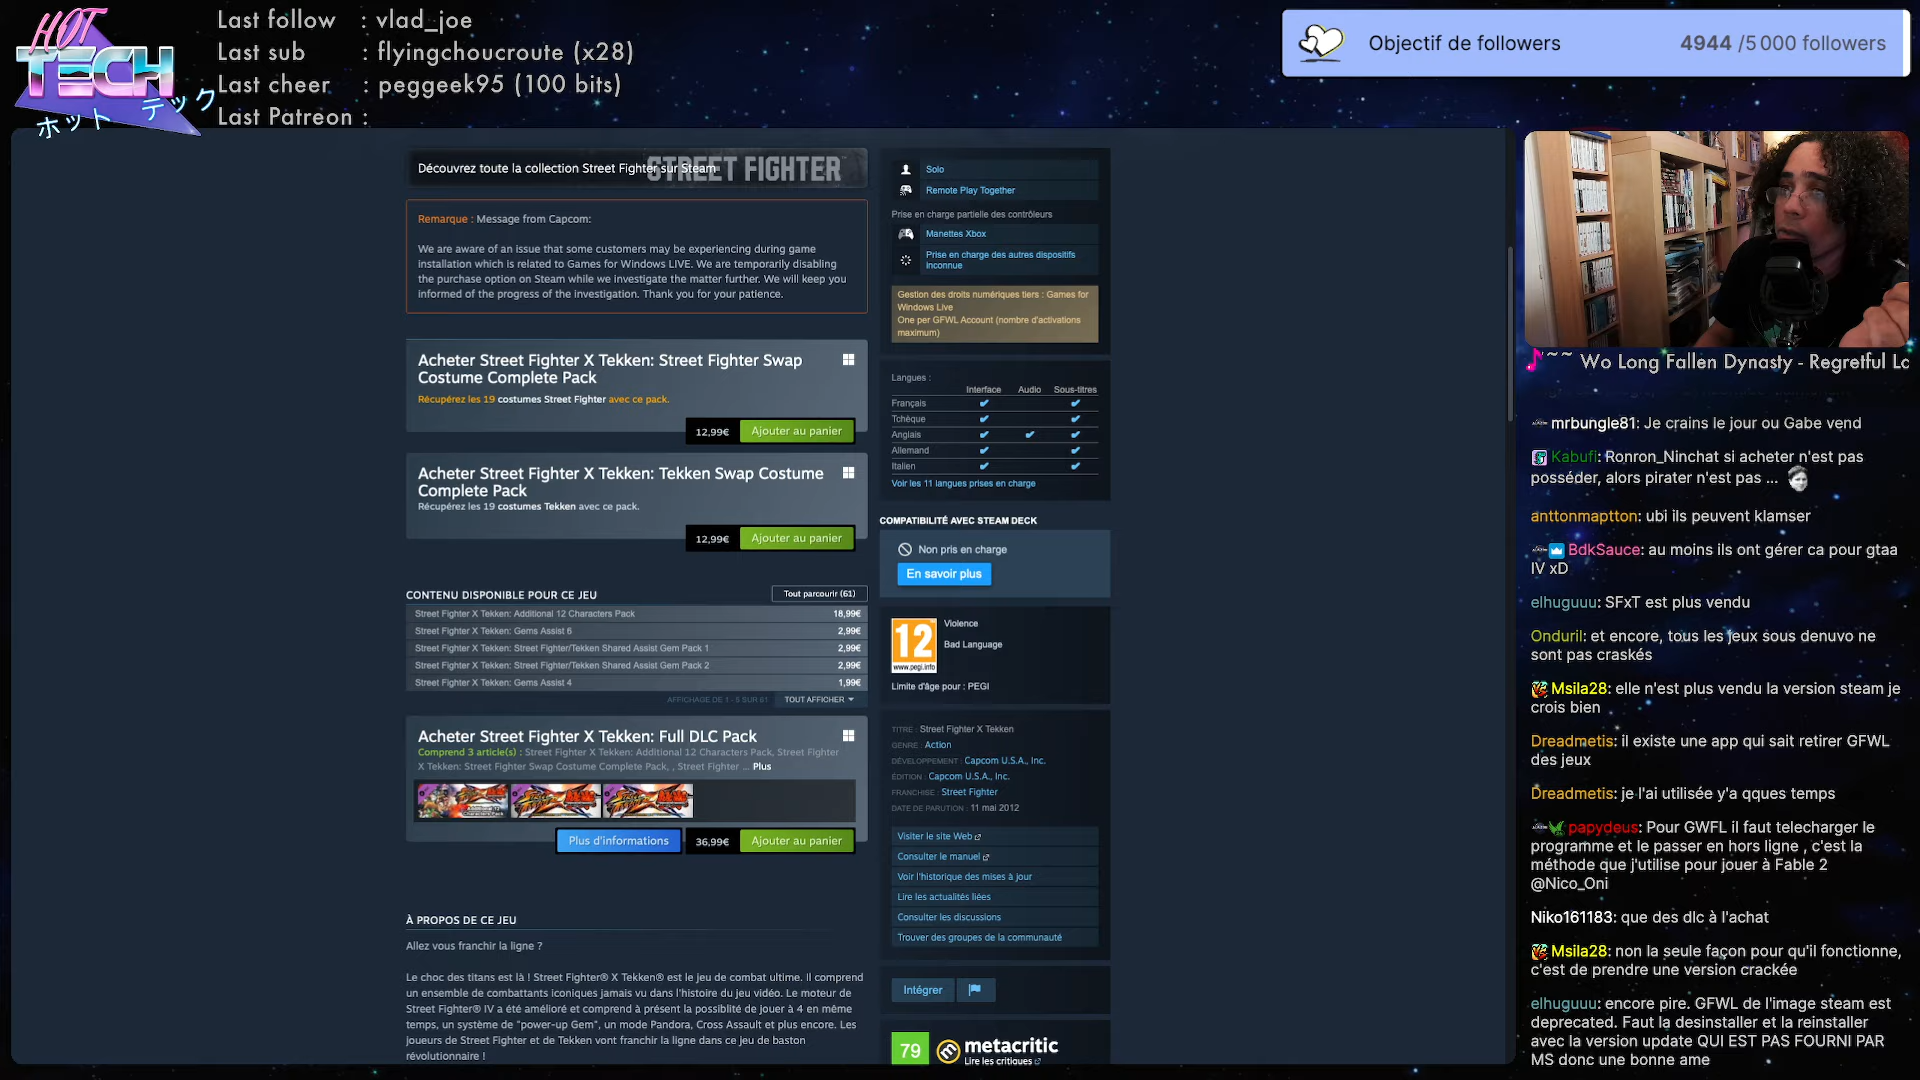 HOT
TECH
ホット テック
Last follow : vlad_joe
Last sub : flyingchoucroute (x28)
Last cheer : peggeek95 (100 bits)
Last Patreon :
Objectif de followers
4944 /5 000 followers
Découvrez toute la collection Street Fighter sur Steam
STREET FIGHTER
Remarque : Message from Capcom:
We are aware of an issue that some customers may be experiencing during game
installation which is related to Games for Windows LIVE. We are temporarily disabling
the purchase option on Steam while we investigate the matter further. We will keep you
informed of the progress of the investigation. Thank you for your patience.
Acheter Street Fighter X Tekken: Street Fighter Swap
Costume Complete Pack
Récupérez les 19 costumes Street Fighter avec ce pack.
12,99€ Ajouter au panier
Acheter Street Fighter X Tekken: Tekken Swap Costume
Complete Pack
Récupérez les 19 costumes Tekken avec ce pack.
12,99€ Ajouter au panier
CONTENU DISPONIBLE POUR CE JEU
Tout parcourir (61)
Street Fighter X Tekken: Additional 12 Characters Pack 18,99€
Street Fighter X Tekken: Gems Assist 6 2,99€
Street Fighter X Tekken: Street Fighter/Tekken Shared Assist Gem Pack 1 2,99€
Street Fighter X Tekken: Street Fighter/Tekken Shared Assist Gem Pack 2 2,99€
Street Fighter X Tekken: Gems Assist 4 1,99€
AFFICHAGE DE 1 - 5 SUR 61 TOUT AFFICHER
Acheter Street Fighter X Tekken: Full DLC Pack
Comprend 3 article(s) : Street Fighter X Tekken: Additional 12 Characters Pack, Street Fighter
X Tekken: Street Fighter Swap Costume Complete Pack, , Street Fighter ... Plus
Plus d'informations 36,99€ Ajouter au panier
À PROPOS DE CE JEU
Allez vous franchir la ligne ?
Le choc des titans est là ! Street Fighter® X Tekken® est le jeu de combat ultime. Il comprend
un ensemble de combattants iconiques jamais vu dans l'histoire du jeu vidéo. Le moteur de
Street Fighter® IV a été amélioré et comprend à présent la possiblité de jouer à 4 en même
temps, un système de "power-up Gem", un mode Pandora, Cross Assault et plus encore. Les
joueurs de Street Fighter et de Tekken vont franchir la ligne dans ce jeu de baston
révolutionnaire !
Solo
Remote Play Together
Prise en charge partielle des contrôleurs
Manettes Xbox
Prise en charge des autres dispositifs
inconnue
Gestion des droits numériques tiers : Games for
Windows Live
One per GFWL Account (nombre d'activations
maximum)
Langues :
Interface Audio Sous-titres
Français ✔ ✔
Tchèque ✔ ✔
Anglais ✔ ✔ ✔
Allemand ✔ ✔
Italien ✔ ✔
Voir les 11 langues prises en charge
COMPATIBILITÉ AVEC STEAM DECK
Non pris en charge
En savoir plus
12
www.pegi.info
Violence
Bad Language
Limite d'âge pour : PEGI
TITRE : Street Fighter X Tekken
GENRE : Action
DÉVELOPPEMENT : Capcom U.S.A., Inc.
ÉDITION : Capcom U.S.A., Inc.
FRANCHISE : Street Fighter
DATE DE PARUTION : 11 mai 2012
Visiter le site Web
Consulter le manuel
Voir l'historique des mises à jour
Lire les actualités liées
Consulter les discussions
Trouver des groupes de la communauté
Intégrer
79 metacritic
Lire les critiques
~~ Wo Long Fallen Dynasty - Regretful La
mrbungle81: Je crains le jour ou Gabe vend
Kabufi: Ronron_Ninchat si acheter n'est pas
posséder, alors pirater n'est pas ...
anttonmaptton: ubi ils peuvent klamser
BdkSauce: au moins ils ont gérer ca pour gtaa
IV xD
elhuguuu: SFxT est plus vendu
Onduril: et encore, tous les jeux sous denuvo ne
sont pas craskés
Msila28: elle n'est plus vendu la version steam je
crois bien
Dreadmetis: il existe une app qui sait retirer GFWL
des jeux
Dreadmetis: je l'ai utilisée y'a qques temps
papydeus: Pour GWFL il faut telecharger le
programme et le passer en hors ligne , c'est la
méthode que j'utilise pour jouer à Fable 2
@Nico_Oni
Niko161183: que des dlc à l'achat
Msila28: non la seule façon pour qu'il fonctionne,
c'est de prendre une version crackée
elhuguuu: encore pire. GFWL de l'image steam est
deprecated. Faut la desinstaller et la reinstaller
avec la version update QUI EST PAS FOURNI PAR
MS donc une bonne ame